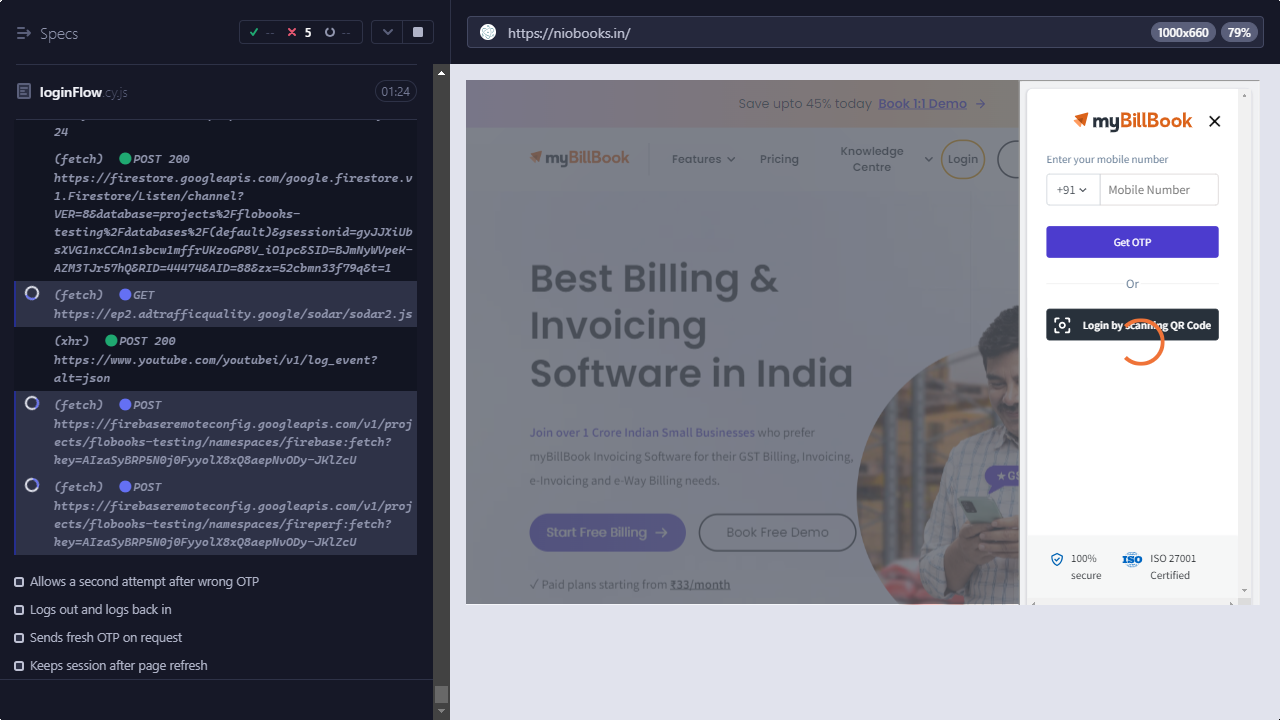 Specs
--
5
--
https://niobooks.in/
1000x660
79%
loginFlow.cy.js
01:24
24
(fetch) POST 200
https://firestore.googleapis.com/google.firestore.v
1.Firestore/Listen/channel?
VER=8&database=projects%2Fflobooks-
testing%2Fdatabases%2F(default)&gsessionid=gyJJXiUb
sXVG1nxCCAn1sbcw1mffrUKzoGP8V_iO1pc&SID=BJmNyWVpeK-
AZM3TJr57hQ&RID=44474&AID=88&zx=52cbmn33f79q&t=1
(fetch) GET
https://ep2.adtrafficquality.google/sodar/sodar2.js
(xhr) POST 200
https://www.youtube.com/youtubei/v1/log_event?
alt=json
(fetch) POST
https://firebaseremoteconfig.googleapis.com/v1/proj
ects/flobooks-testing/namespaces/firebase:fetch?
key=AIzaSyBRP5N0j0FyyolX8xQ8aepNvODy-JKlZcU
(fetch) POST
https://firebaseremoteconfig.googleapis.com/v1/proj
ects/flobooks-testing/namespaces/fireperf:fetch?
key=AIzaSyBRP5N0j0FyyolX8xQ8aepNvODy-JKlZcU
Allows a second attempt after wrong OTP
Logs out and logs back in
Sends fresh OTP on request
Keeps session after page refresh
Save upto 45% today Book 1:1 Demo →
myBillBook
Features
Pricing
Knowledge
Centre
Login
Best Billing &
Invoicing
Software in India
Join over 1 Crore Indian Small Businesses who prefer
myBillBook Invoicing Software for their GST Billing, Invoicing,
e-Invoicing and e-Way Billing needs.
Start Free Billing →
Book Free Demo
✓ Paid plans starting from ₹33/month
★ GS
myBillBook
Enter your mobile number
+91
Mobile Number
Get OTP
Or
Login by scanning QR Code
100%
secure
ISO
ISO 27001
Certified